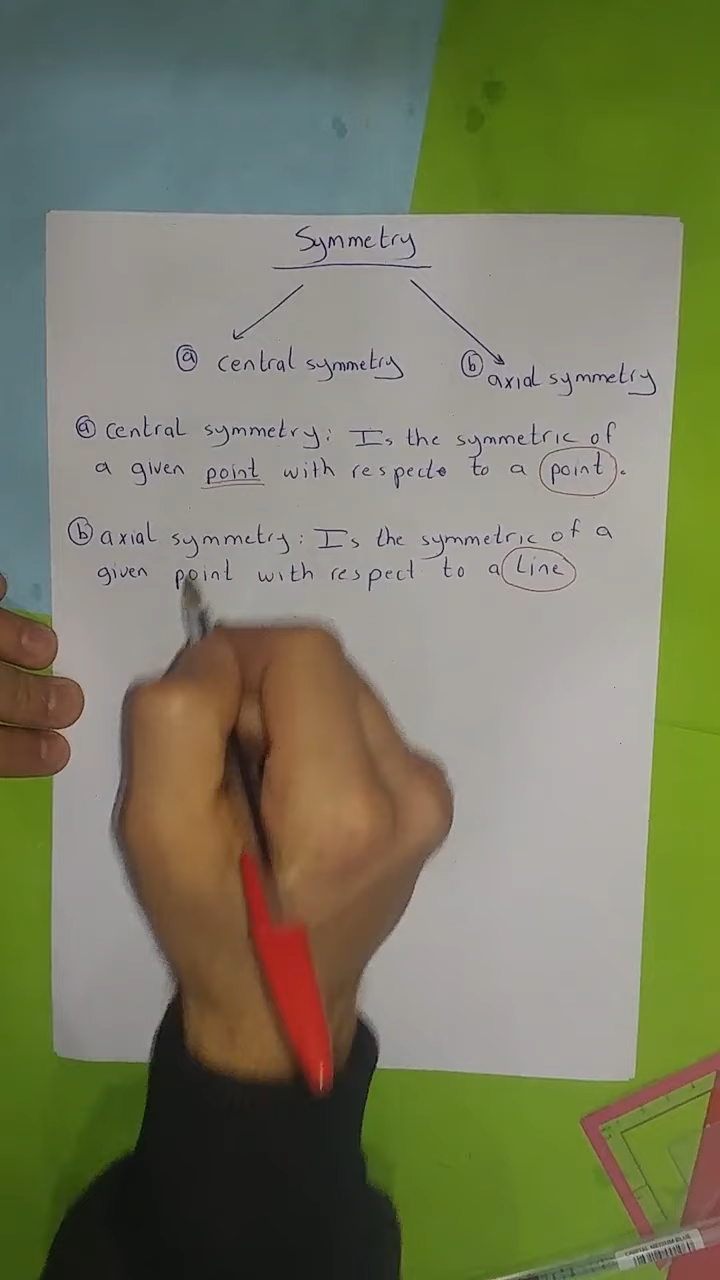 Symmetry
ⓐ central symmetry
ⓑ axial symmetry
ⓐ central symmetry: Is the symmetric of
a given point with respecte to a point.
ⓑ axial symmetry: Is the symmetric of a
given point with respect to a Line